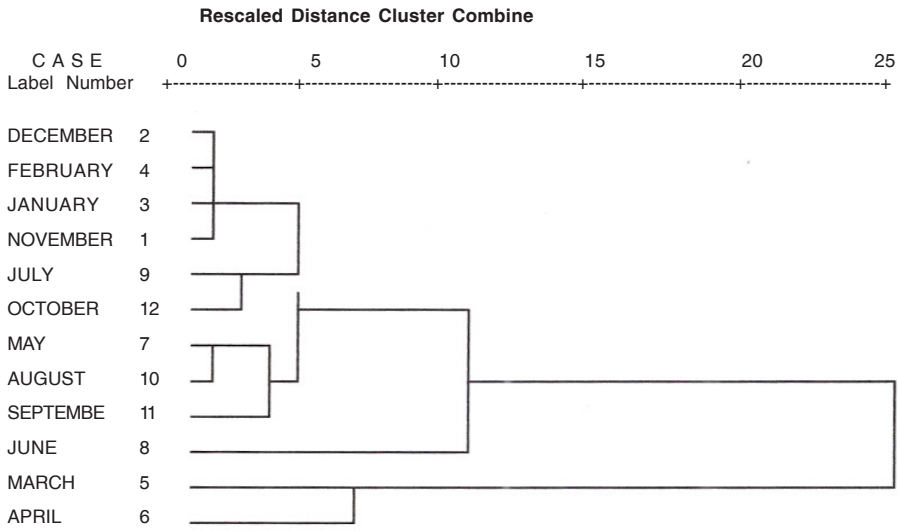 Rescaled Distance Cluster Combine
C A S E 0 5 10 15 20 25
Label Number +---------------+---------------+---------------+---------------+---------------+
DECEMBER 2
FEBRUARY 4
JANUARY 3
NOVEMBER 1
JULY 9
OCTOBER 12
MAY 7
AUGUST 10
SEPTEMBE 11
JUNE 8
MARCH 5
APRIL 6